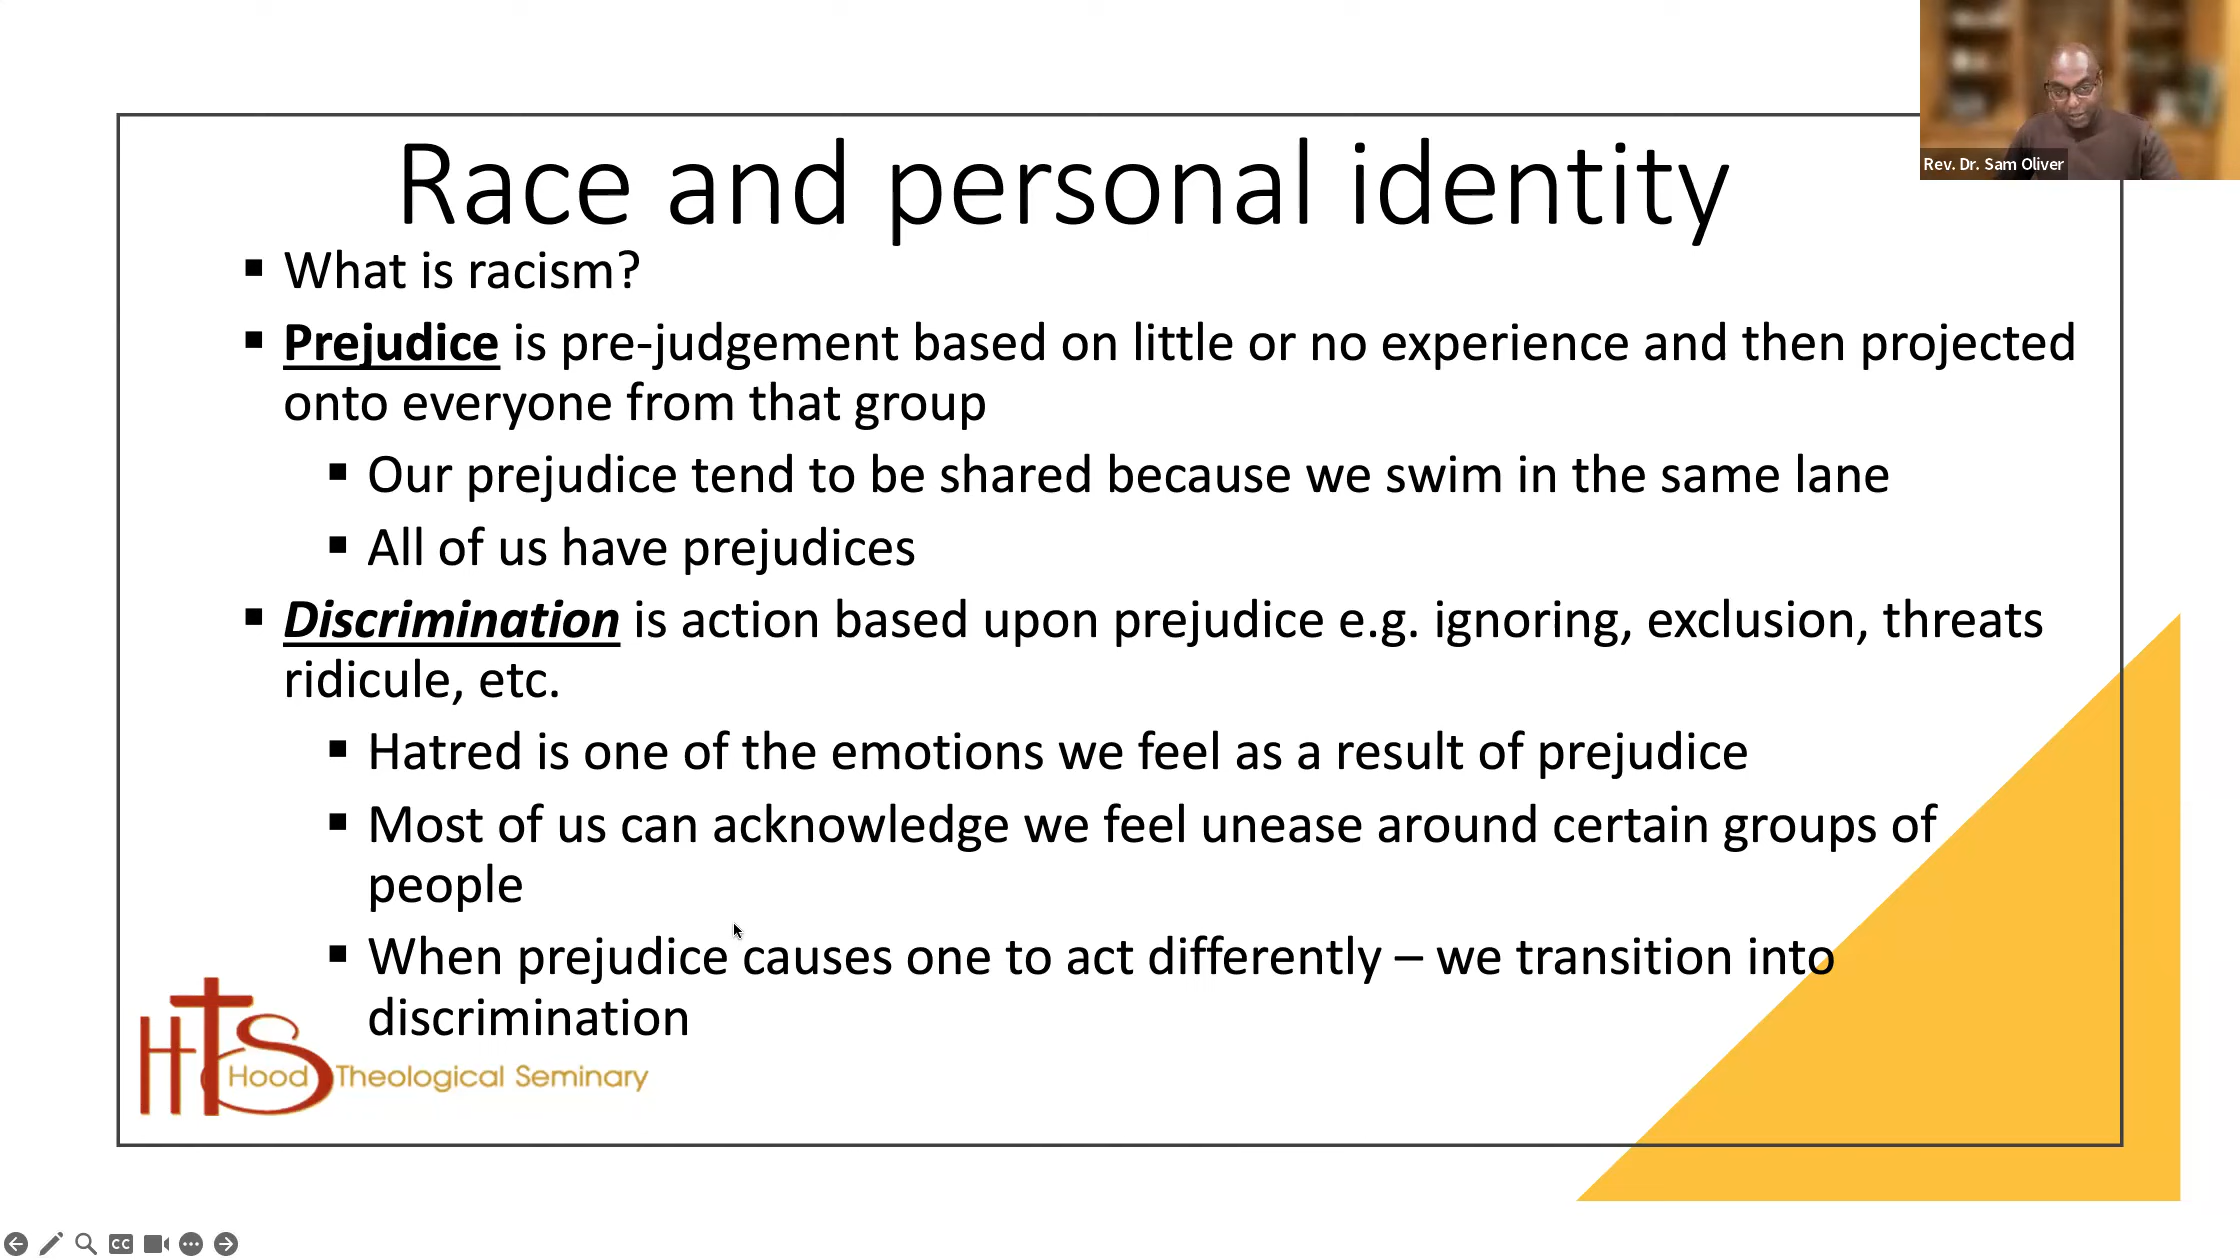 Race and personal identity
Rev. Dr. Sam Oliver
What is racism?
Prejudice is pre-judgement based on little or no experience and then projected
onto everyone from that group
Our prejudice tend to be shared because we swim in the same lane
All of us have prejudices
Discrimination is action based upon prejudice e.g. ignoring, exclusion, threats
ridicule, etc.
Hatred is one of the emotions we feel as a result of prejudice
Most of us can acknowledge we feel unease around certain groups of
people
When prejudice causes one to act differently – we transition into
discrimination
HTS
Hood Theological Seminary
CC